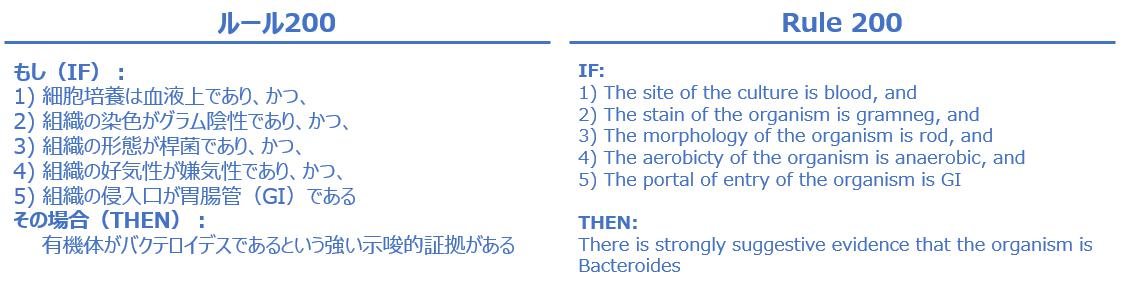 ルール200
もし（IF）：
1) 細胞培養は血液上であり、かつ、
2) 組織の染色がグラム陰性であり、かつ、
3) 組織の形態が桿菌であり、かつ、
4) 組織の好気性が嫌気性であり、かつ、
5) 組織の侵入口が胃腸管（GI）である
その場合（THEN）：
有機体がバクテロイデスであるという強い示唆的証拠がある
Rule 200
IF:
1) The site of the culture is blood, and
2) The stain of the organism is gramneg, and
3) The morphology of the organism is rod, and
4) The aerobicty of the organism is anaerobic, and
5) The portal of entry of the organism is GI
THEN:
There is strongly suggestive evidence that the organism is
Bacteroides